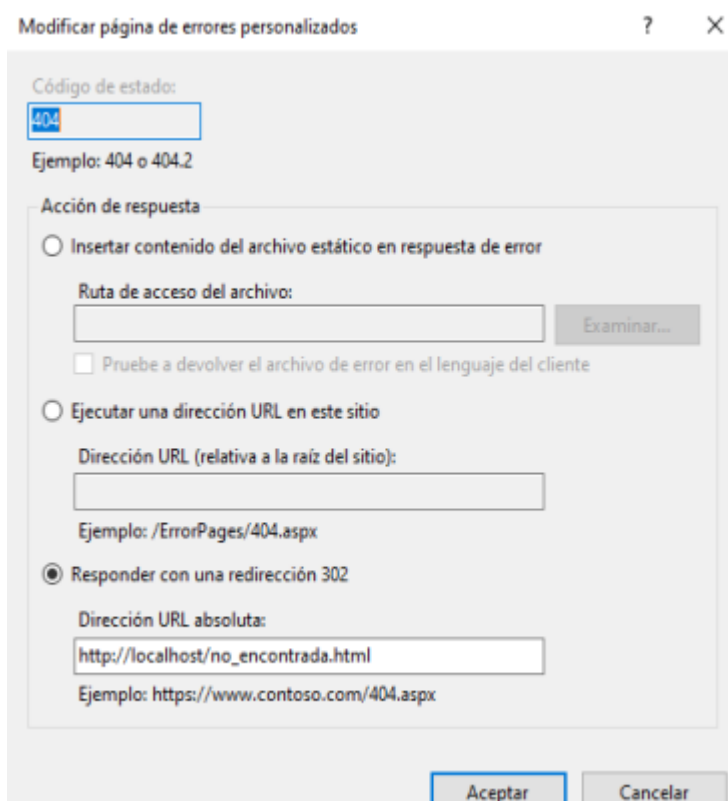 Modificar página de errores personalizados
?
Código de estado:
404
Ejemplo: 404 o 404.2
Acción de respuesta
Insertar contenido del archivo estático en respuesta de error
Ruta de acceso del archivo:
Examinar...
Pruebe a devolver el archivo de error en el lenguaje del cliente
Ejecutar una dirección URL en este sitio
Dirección URL (relativa a la raíz del sitio):
Ejemplo: /ErrorPages/404.aspx
Responder con una redirección 302
Dirección URL absoluta:
http://localhost/no_encontrada.html
Ejemplo: https://www.contoso.com/404.aspx
Aceptar Cancelar